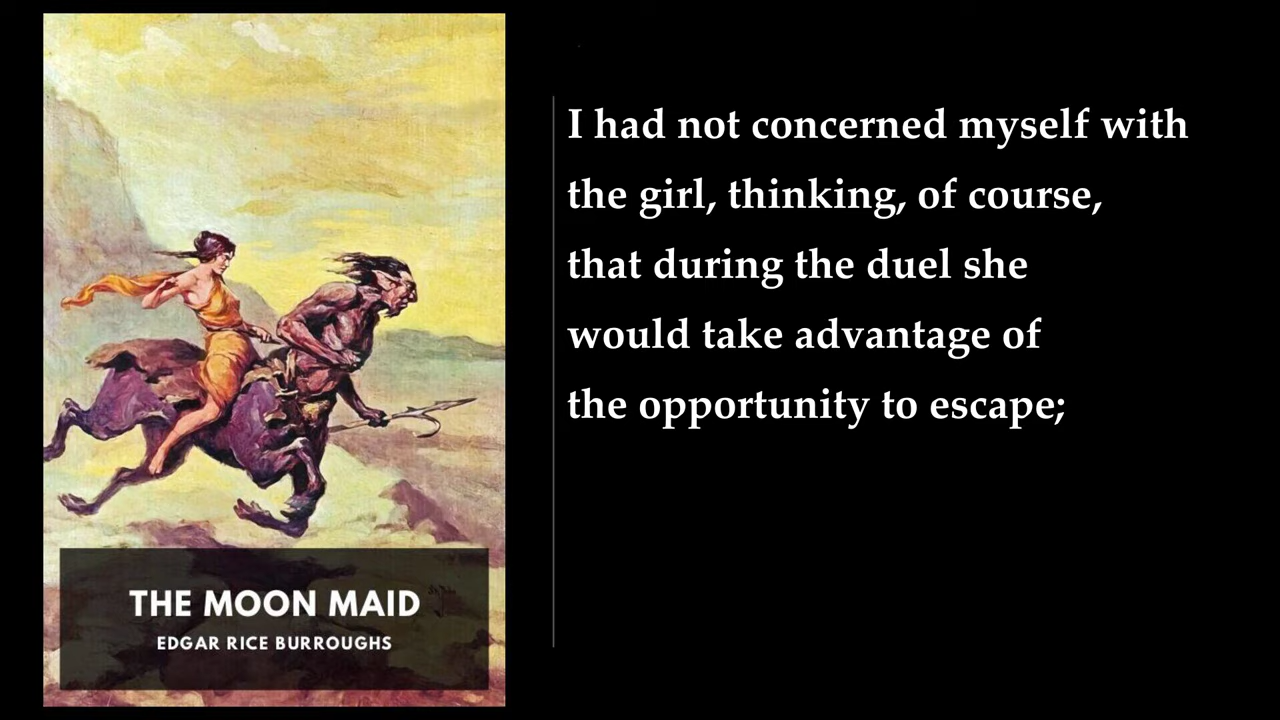 THE MOON MAID
EDGAR RICE BURROUGHS
I had not concerned myself with
the girl, thinking, of course,
that during the duel she
would take advantage of
the opportunity to escape;